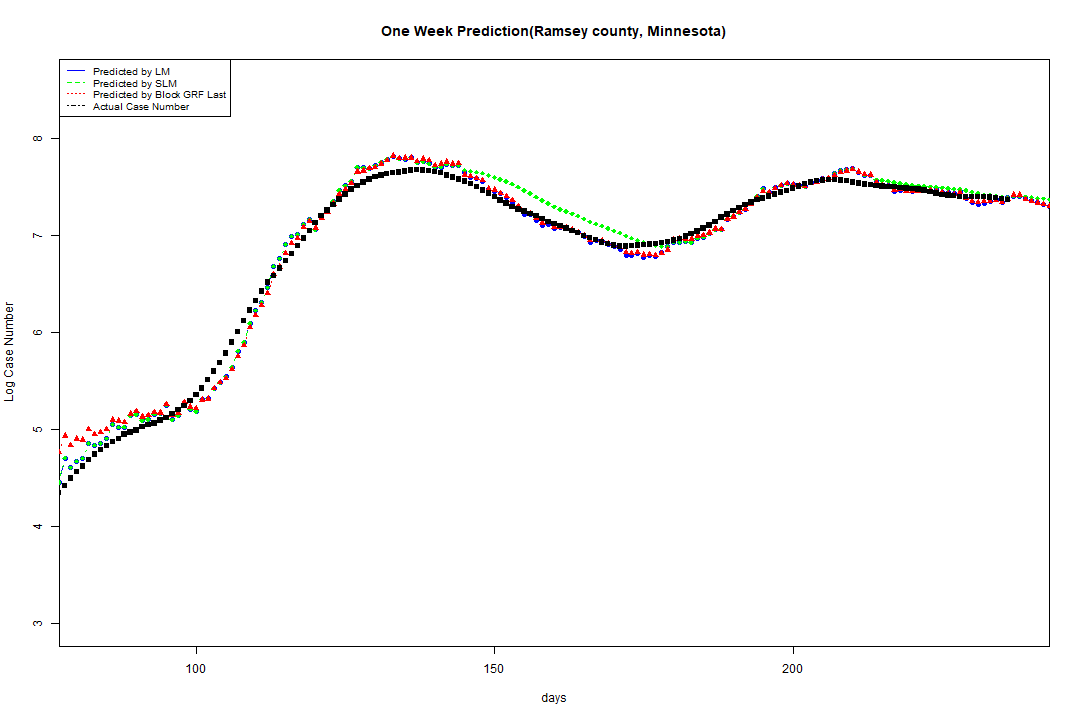 One Week Prediction(Ramsey county, Minnesota)
Predicted by LM
Predicted by SLM
Predicted by Block GRF Last
Actual Case Number
8
7
6
5
4
3
Log Case Number
100 150 200
days